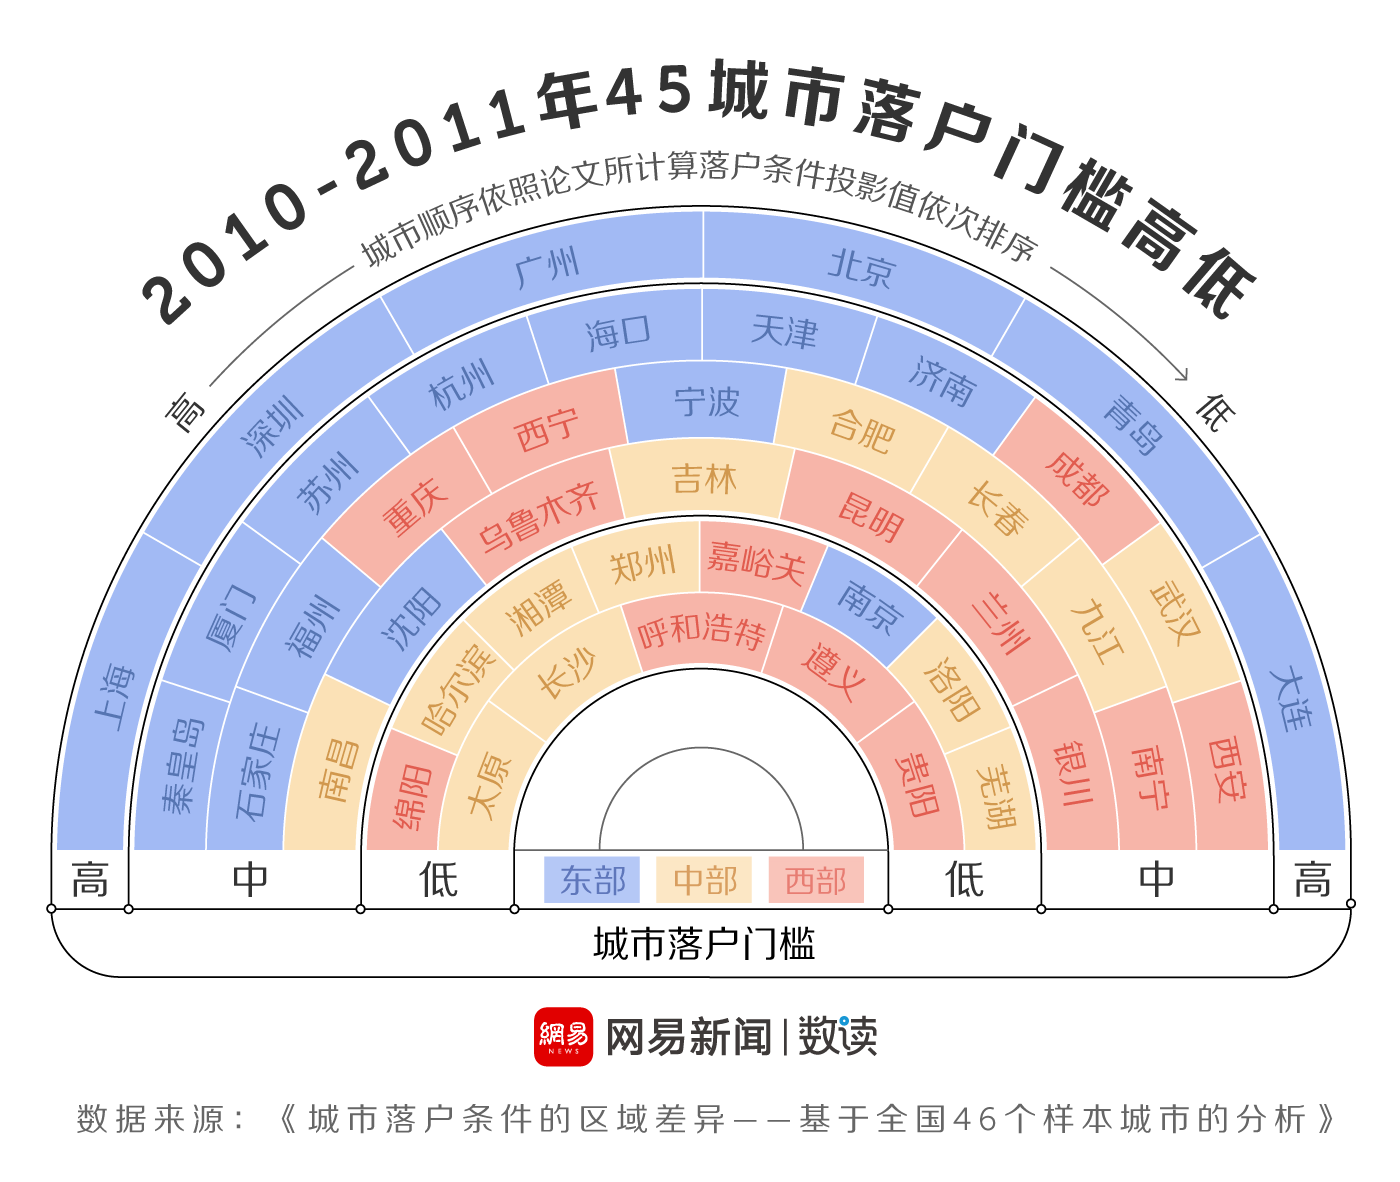 2010-2011年45城市落户门槛高低
城市顺序依照论文所计算落户条件投影值依次排序
高
低
上海
深圳
广州
北京
青岛
大连
秦皇岛
厦门
苏州
杭州
海口
天津
济南
成都
武汉
西安
石家庄
福州
重庆
西宁
宁波
合肥
长春
九江
南宁
南昌
沈阳
乌鲁木齐
吉林
昆明
兰州
银川
绵阳
哈尔滨
湘潭
郑州
嘉峪关
南京
洛阳
芜湖
太原
长沙
呼和浩特
遵义
贵阳
高 中 低 东部 中部 西部 低 中 高
城市落户门槛
網易 NEWS 网易新闻 | 数读
数据来源：《城市落户条件的区域差异——基于全国46个样本城市的分析》